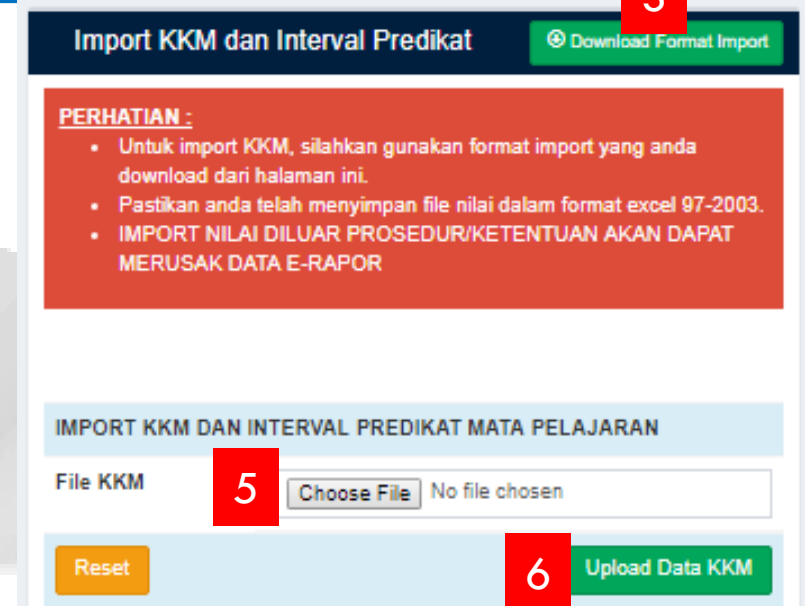 3
Import KKM dan Interval Predikat
Download Format Import
PERHATIAN :
• Untuk import KKM, silahkan gunakan format import yang anda
download dari halaman ini.
• Pastikan anda telah menyimpan file nilai dalam format excel 97-2003.
• IMPORT NILAI DILUAR PROSEDUR/KETENTUAN AKAN DAPAT
MERUSAK DATA E-RAPOR
IMPORT KKM DAN INTERVAL PREDIKAT MATA PELAJARAN
File KKM
5
Choose File No file chosen
Reset
6
Upload Data KKM